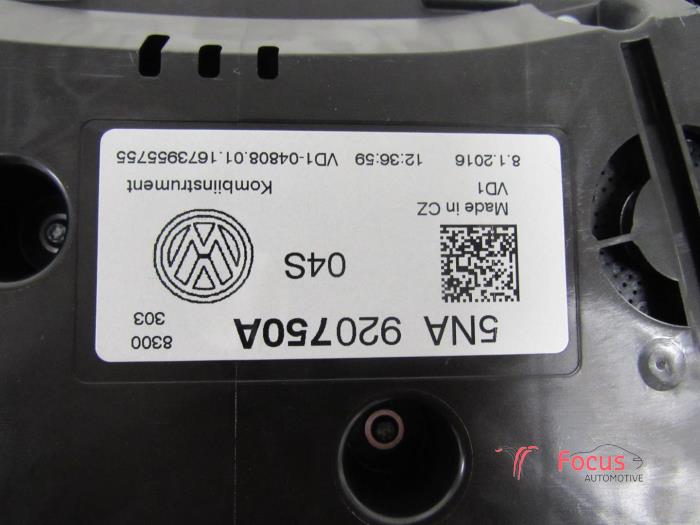 5NA 920750A
8300
303
04S
Made in CZ
VD1
Kombiinstrument
8.1.2016 12:36:59 VD1-04808.01.1673955755
Focus
AUTOMOTIVE